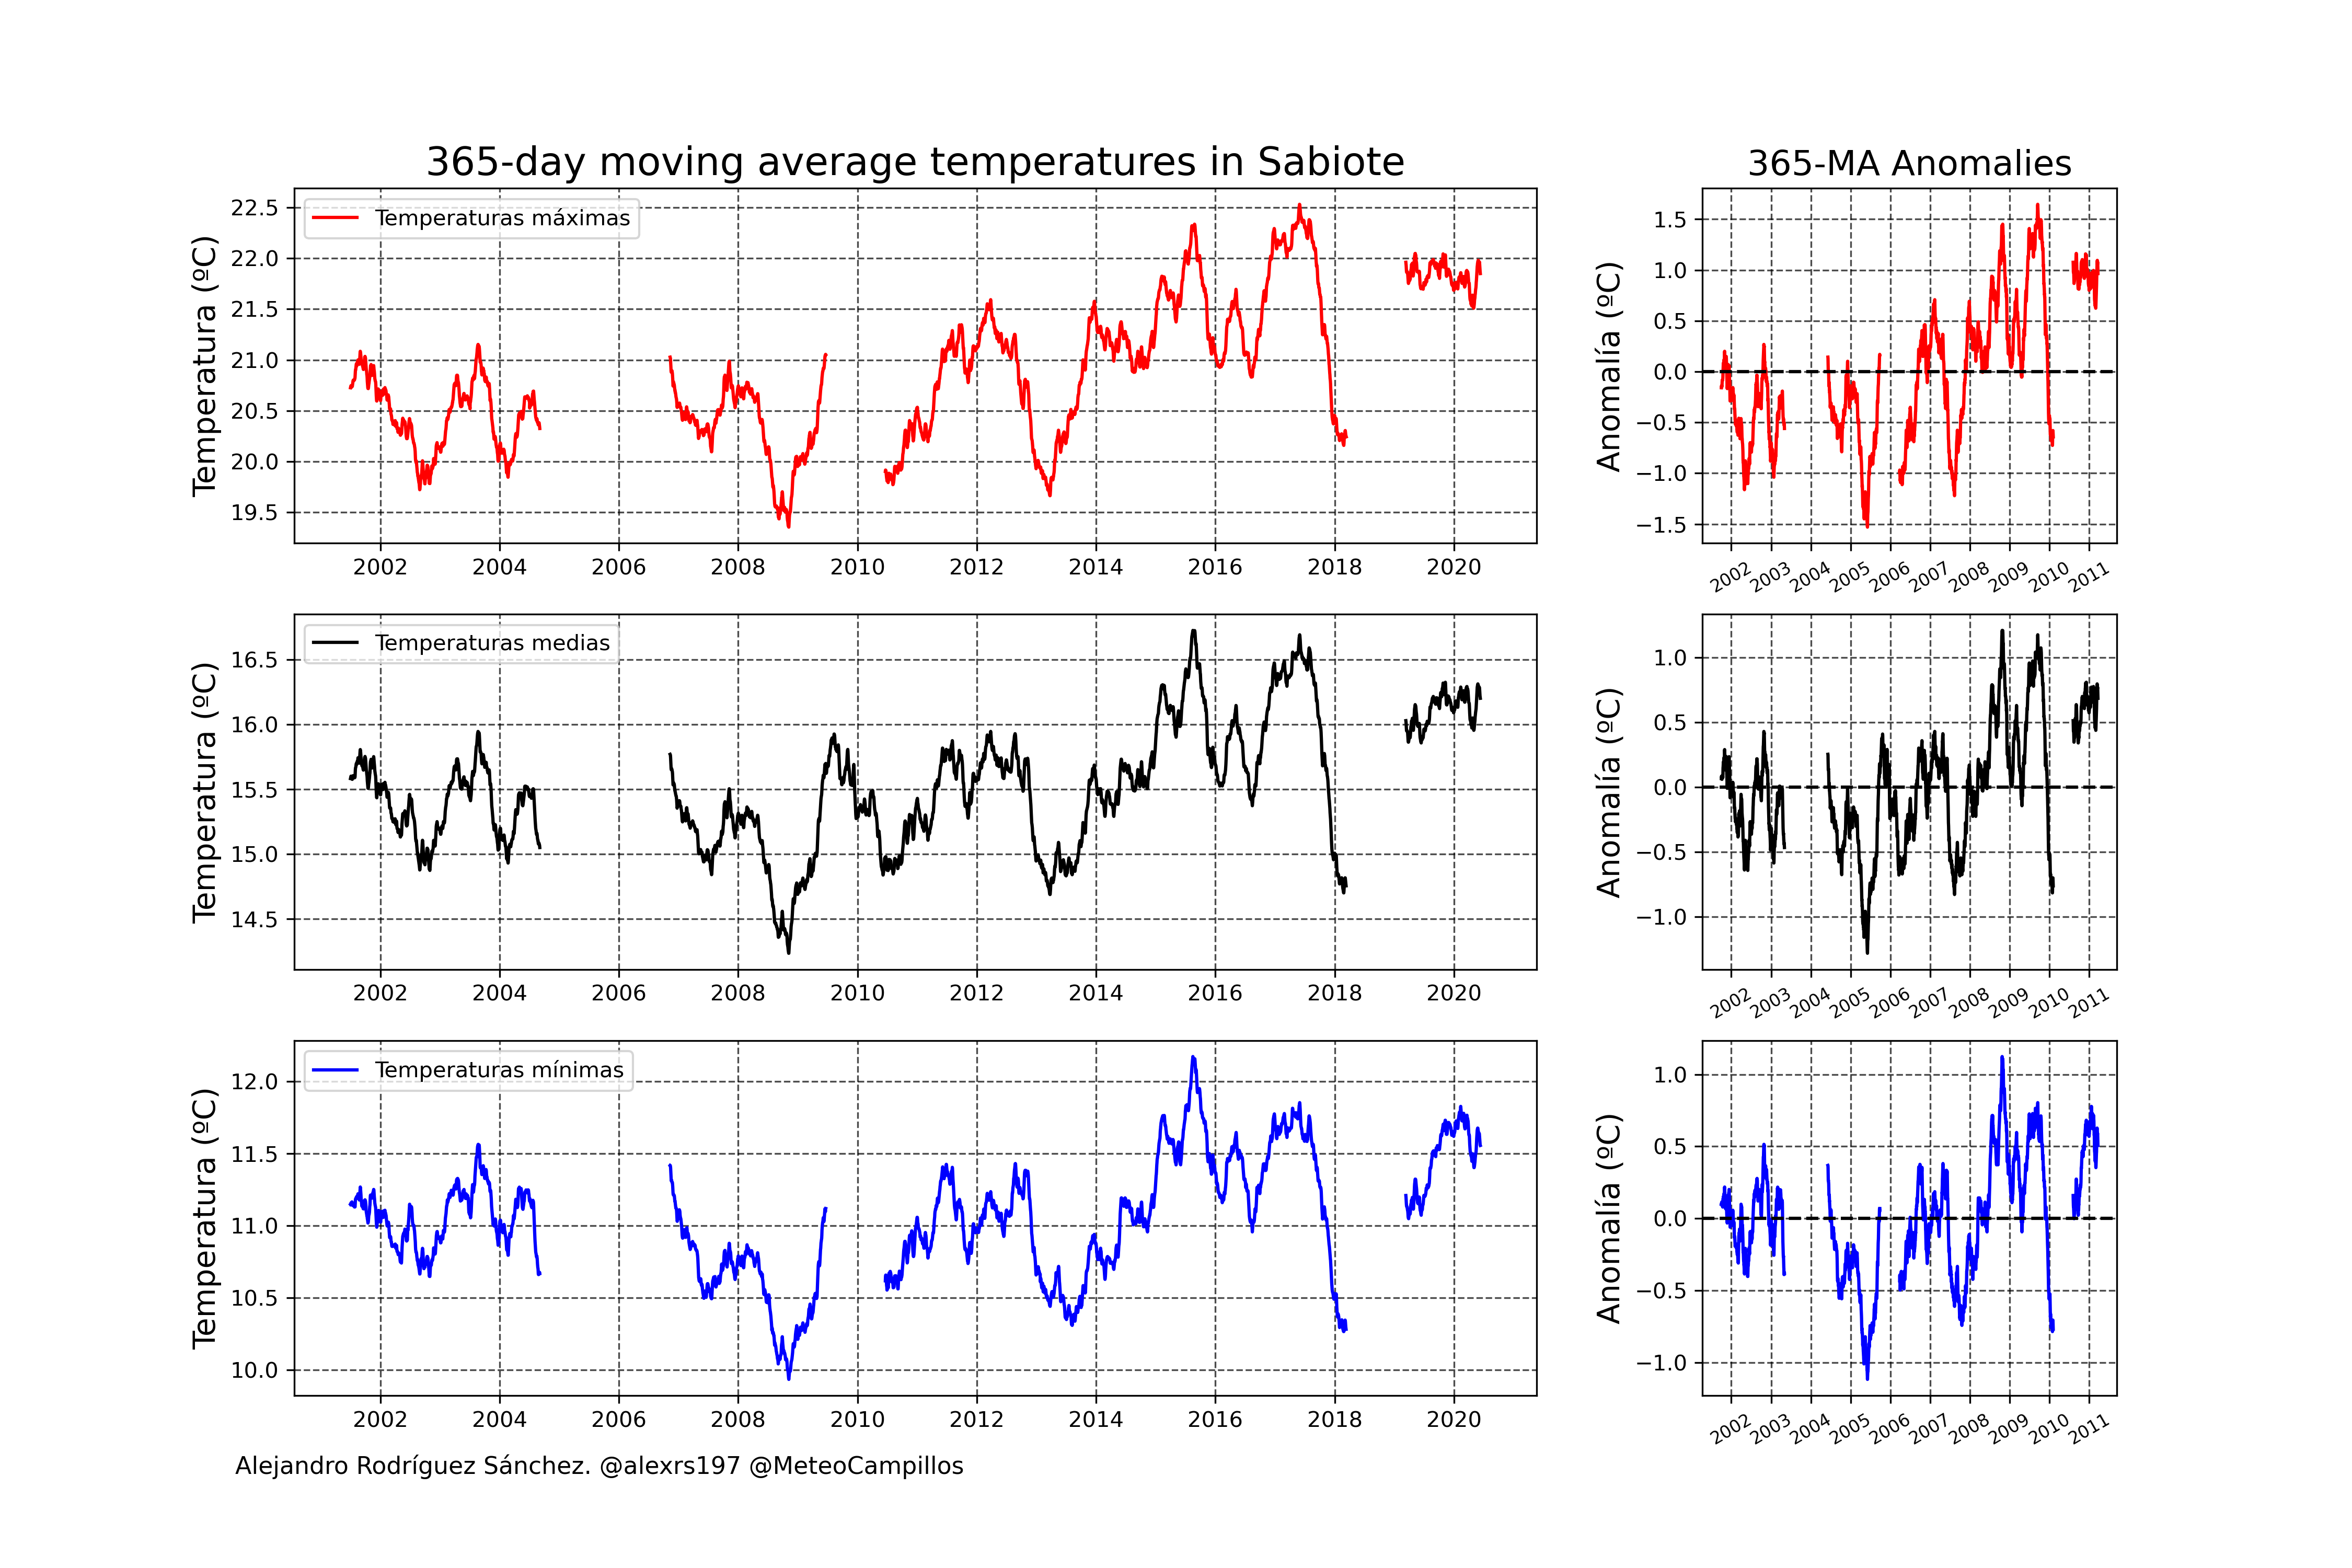 365-day moving average temperatures in Sabiote
365-MA Anomalies
Temperatura (ºC)
22.5
22.0
21.5
21.0
20.5
20.0
19.5
Temperaturas máximas
2002 2004 2006 2008 2010 2012 2014 2016 2018 2020
Anomalía (ºC)
1.5
1.0
0.5
0.0
−0.5
−1.0
−1.5
2002 2003 2004 2005 2006 2007 2008 2009 2010 2011
Temperatura (ºC)
16.5
16.0
15.5
15.0
14.5
Temperaturas medias
2002 2004 2006 2008 2010 2012 2014 2016 2018 2020
Anomalía (ºC)
1.0
0.5
0.0
−0.5
−1.0
2002 2003 2004 2005 2006 2007 2008 2009 2010 2011
Temperatura (ºC)
12.0
11.5
11.0
10.5
10.0
Temperaturas mínimas
2002 2004 2006 2008 2010 2012 2014 2016 2018 2020
Anomalía (ºC)
1.0
0.5
0.0
−0.5
−1.0
2002 2003 2004 2005 2006 2007 2008 2009 2010 2011
Alejandro Rodríguez Sánchez. @alexrs197 @MeteoCampillos